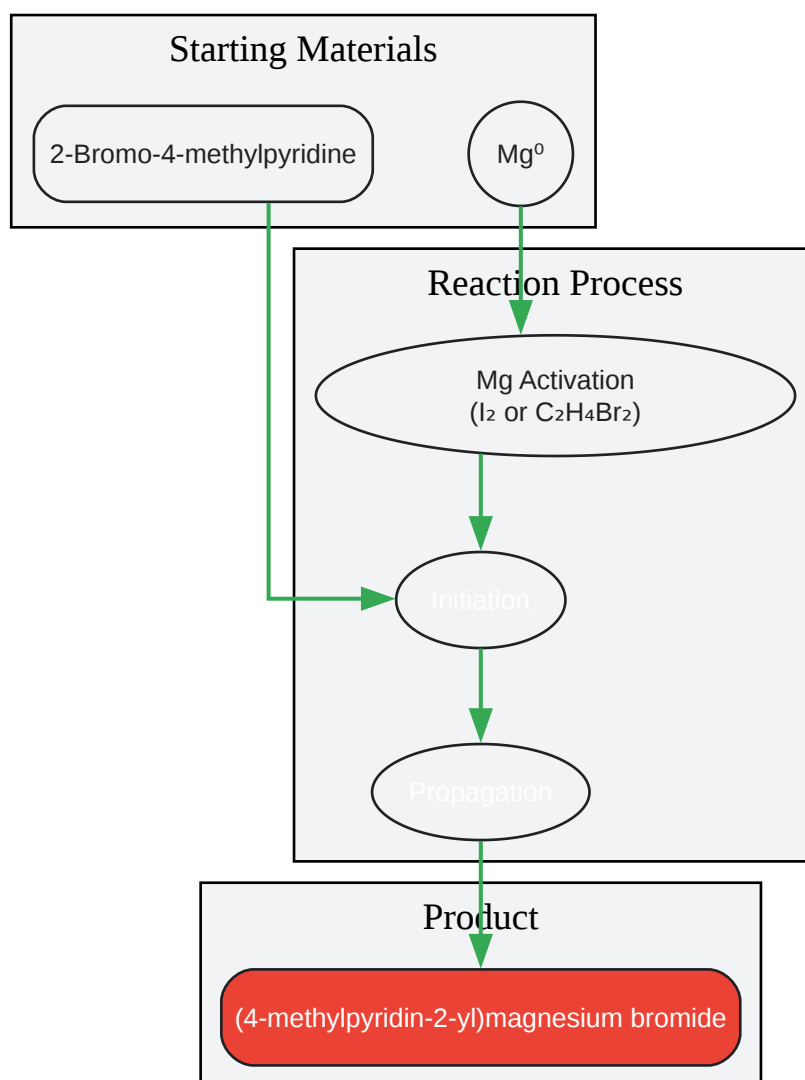 Starting Materials
2-Bromo-4-methylpyridine
Mg⁰
Reaction Process
Mg Activation
(I₂ or C₂H₄Br₂)
Initiation
Propagation
Product
(4-methylpyridin-2-yl)magnesium bromide